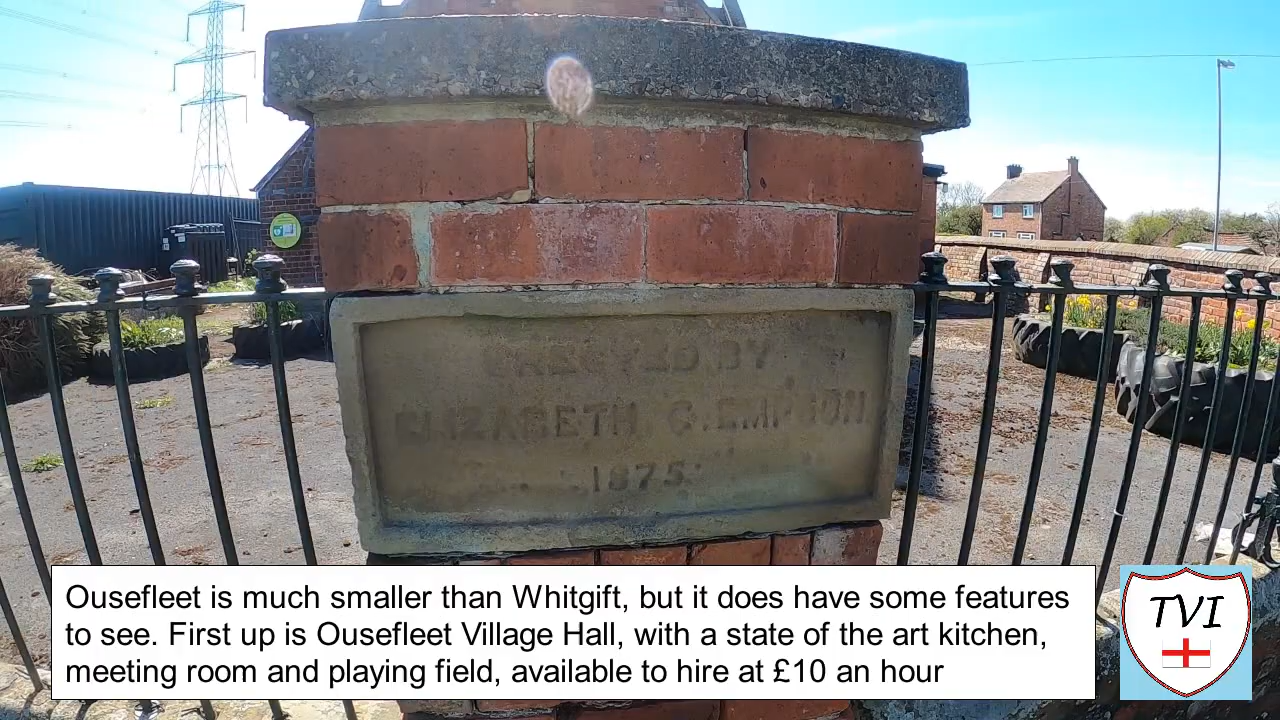 ERECTED BY
ELIZABETH C. EMPSON
1875
Ousefleet is much smaller than Whitgift, but it does have some features
to see. First up is Ousefleet Village Hall, with a state of the art kitchen,
meeting room and playing field, available to hire at £10 an hour
TVI